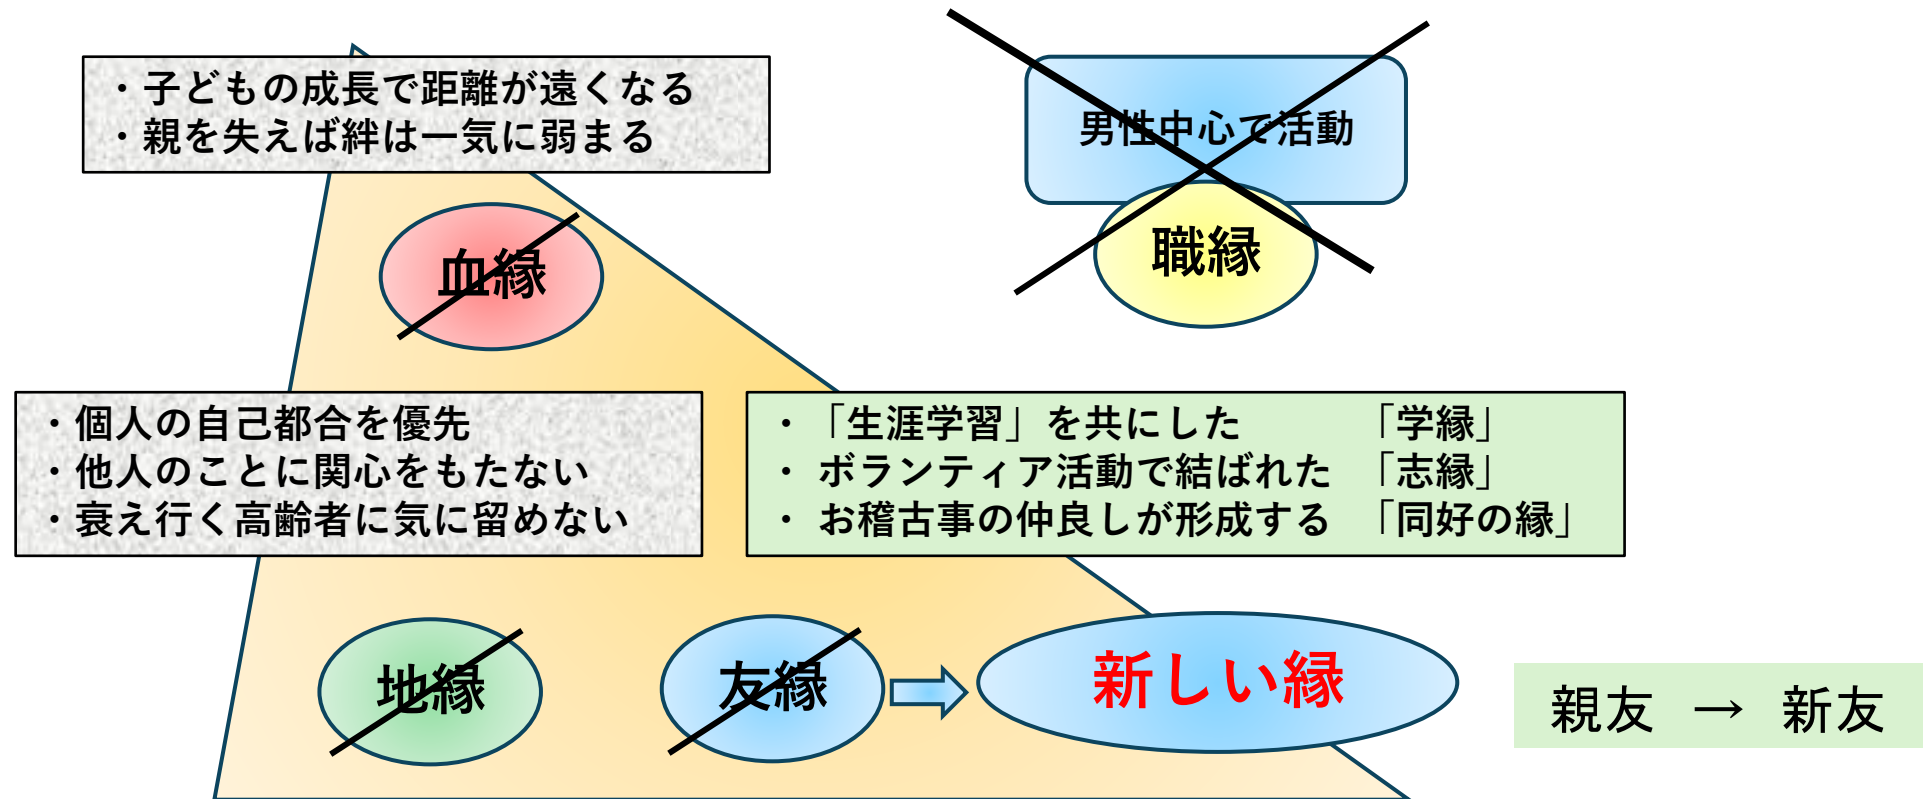 ・子どもの成長で距離が遠くなる
・親を失えば絆は一気に弱まる
男性中心で活動
職縁
血縁
・個人の自己都合を優先
・他人のことに関心をもたない
・衰え行く高齢者に気に留めない
・「生涯学習」を共にした 「学縁」
・ボランティア活動で結ばれた 「志縁」
・お稽古事の仲良しが形成する 「同好の縁」
地縁
友縁
新しい縁
親友 → 新友